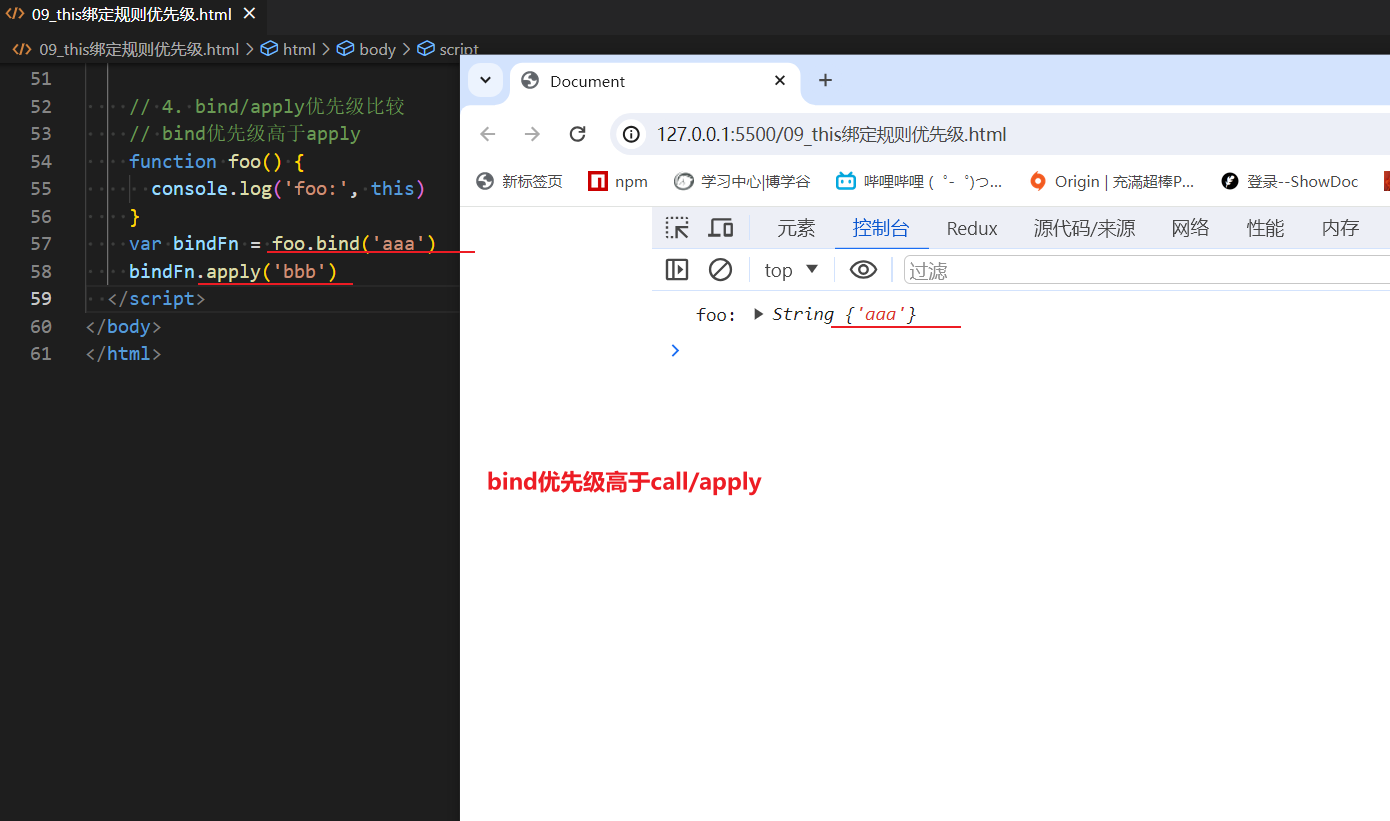 09_this绑定规则优先级.html
09_this绑定规则优先级.html > html > body > script
51
52 // 4. bind/apply优先级比较
53 // bind优先级高于apply
54 function foo() {
55 console.log('foo:', this)
56 }
57 var bindFn = foo.bind('aaa')
58 bindFn.apply('bbb')
59 </script>
60 </body>
61 </html>
Document
127.0.0.1:5500/09_this绑定规则优先级.html
新标签页 npm 学习中心|博学谷 哔哩哔哩 (゜-゜)つ... Origin | 充满超棒P... 登录--ShowDoc
元素 控制台 Redux 源代码/来源 网络 性能 内存
top 过滤
foo: String {'aaa'}
bind优先级高于call/apply